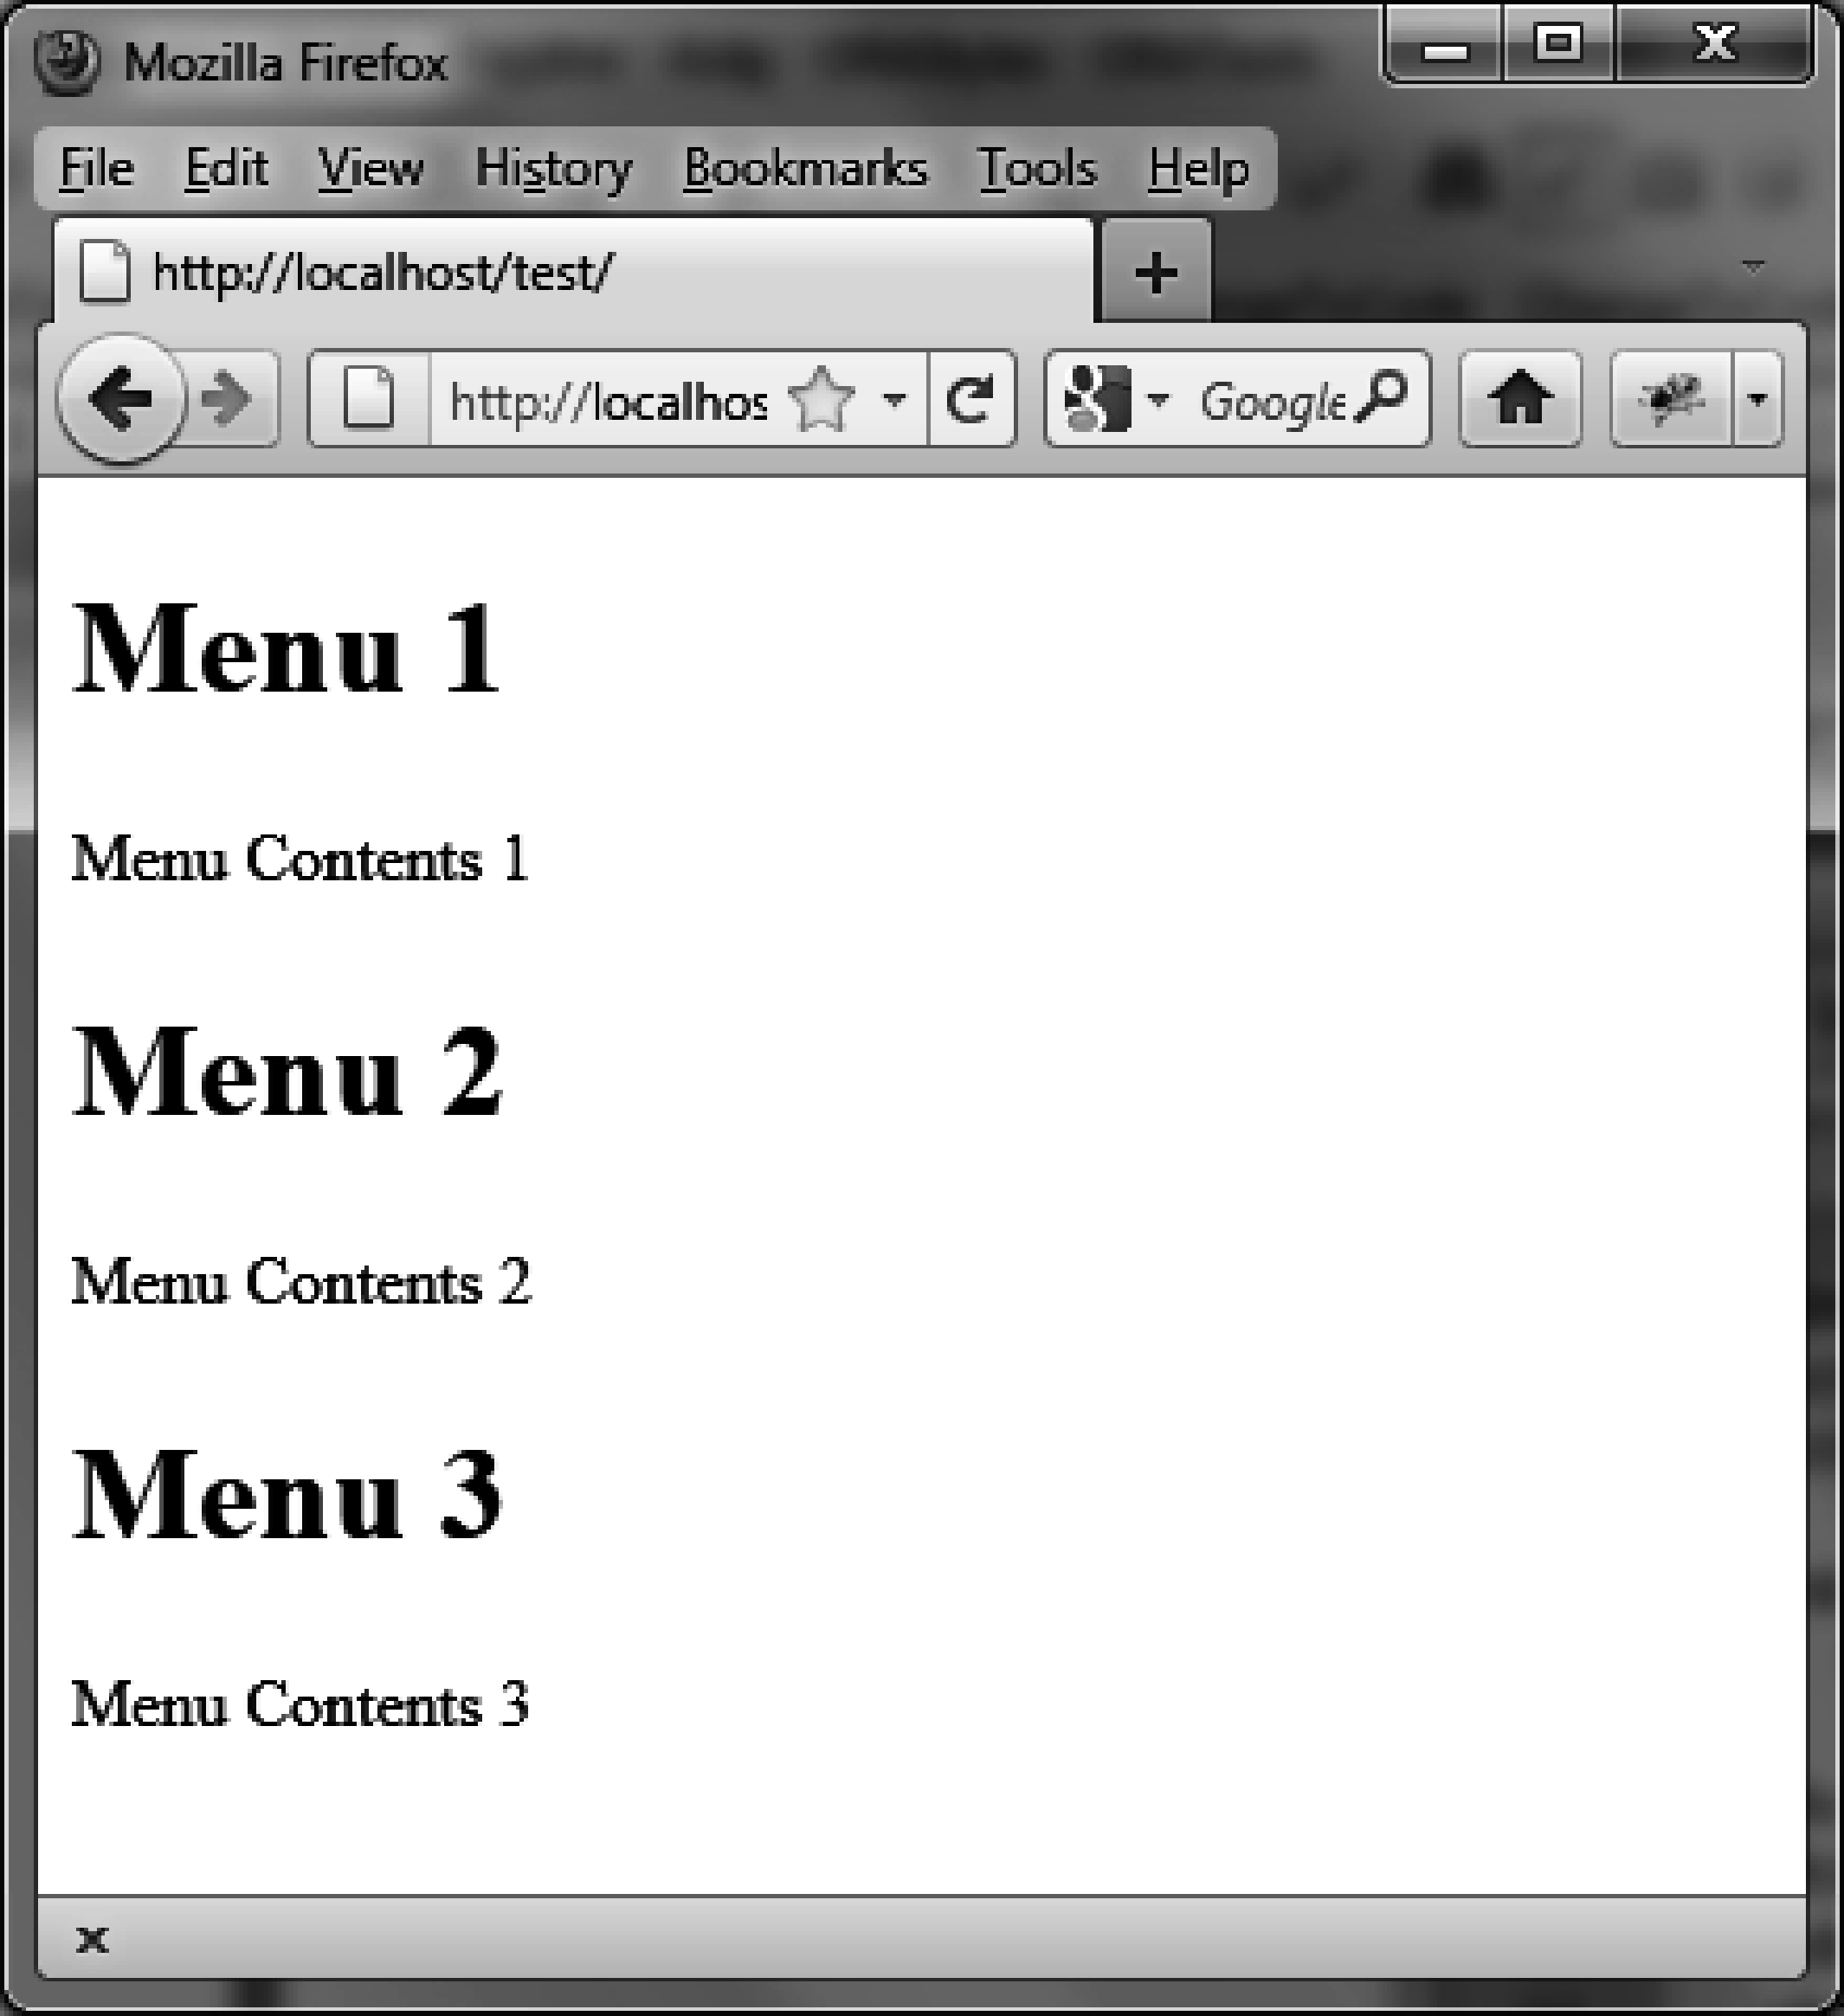 Mozilla Firefox
File Edit View History Bookmarks Tools Help
http://localhost/test/
http://localhos Google
Menu 1
Menu Contents 1
Menu 2
Menu Contents 2
Menu 3
Menu Contents 3